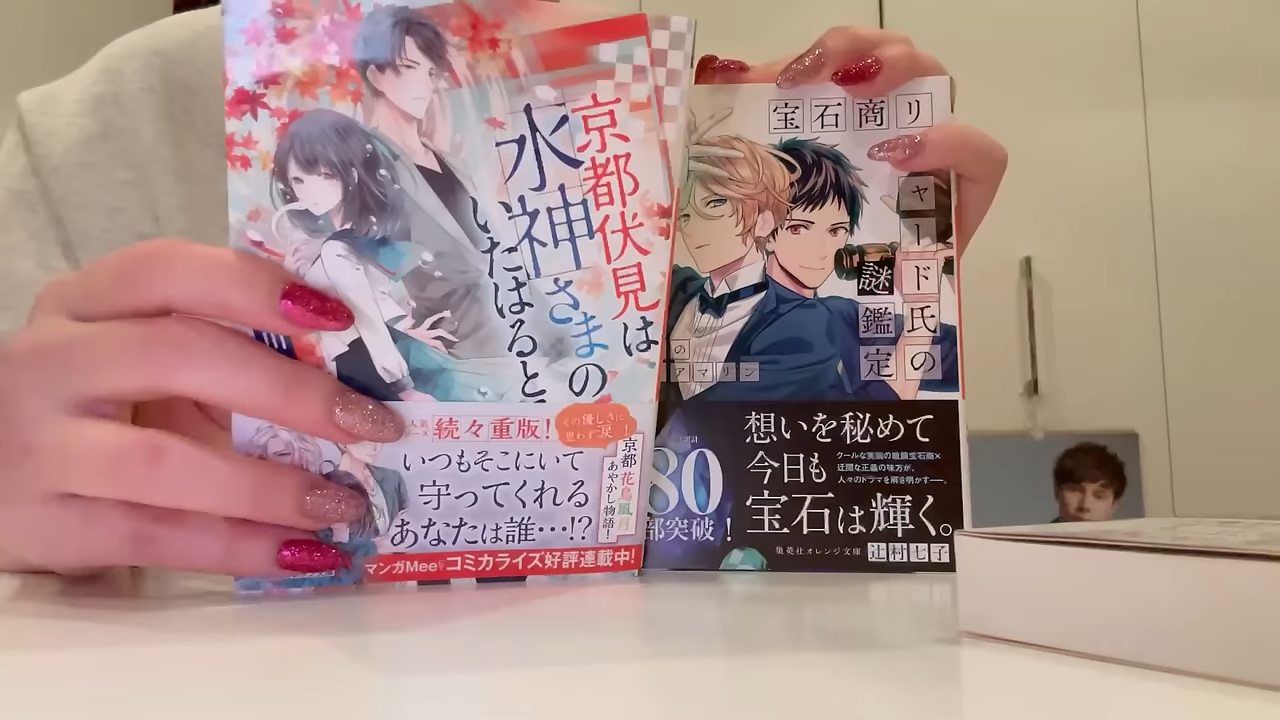 京都伏見は
水神さまの
いたはると
続々重版!
その優しさに
思わず涙!
いつもそこにいて
守ってくれる
あなたは誰…!?
京都花鳥風月
あやかし物語!
マンガMeeにて コミカライズ好評連載中!
宝石商リ
ャード氏の
謎鑑定
の
アマリン
80
部突破!
想いを秘めて
今日も
宝石は輝く。
クールな美貌の敏腕宝石商×
迂闊な正義の味方が、
人々のドラマを解き明かす――。
集英社オレンジ文庫 辻村七子